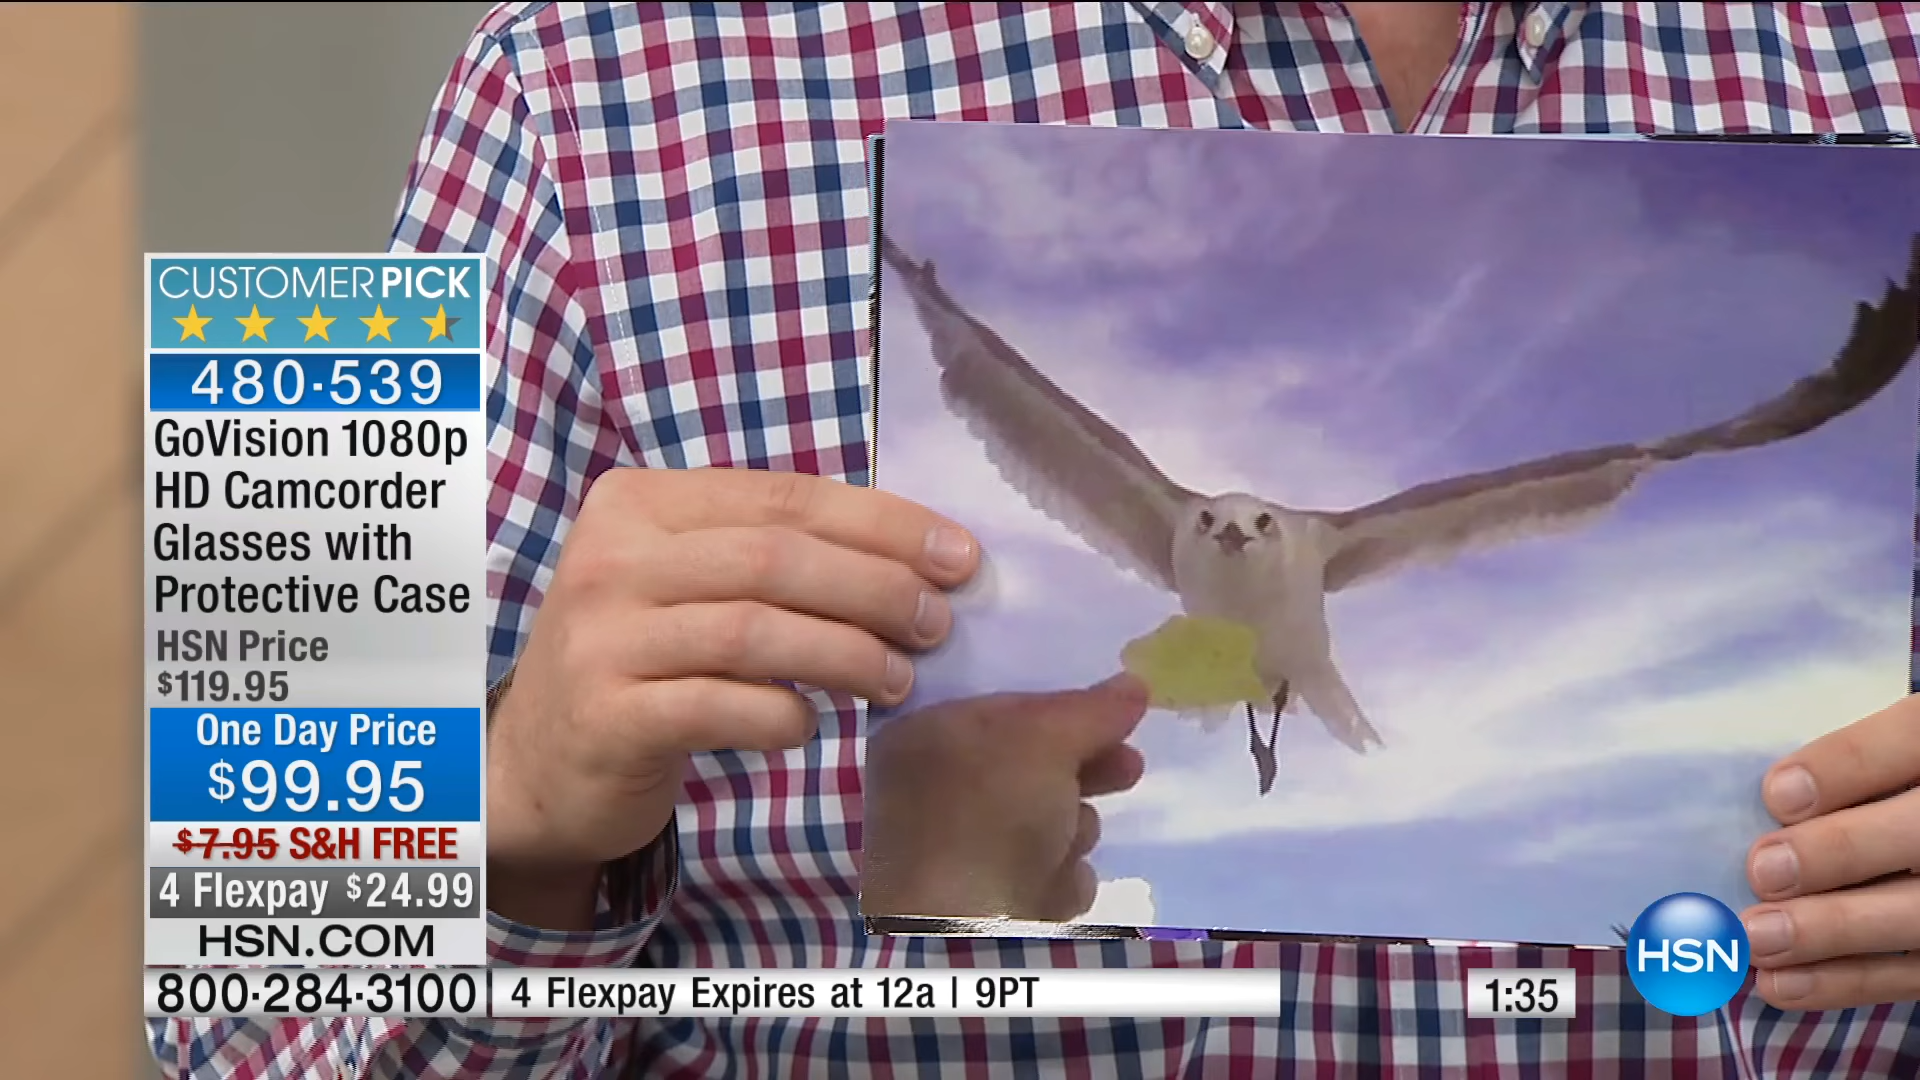 CUSTOMER PICK
480·539
GoVision 1080p
HD Camcorder
Glasses with
Protective Case
HSN Price
$119.95
One Day Price
$99.95
$7.95 S&H FREE
4 Flexpay $24.99
HSN.COM
800·284·3100
4 Flexpay Expires at 12a | 9PT
1:35
HSN